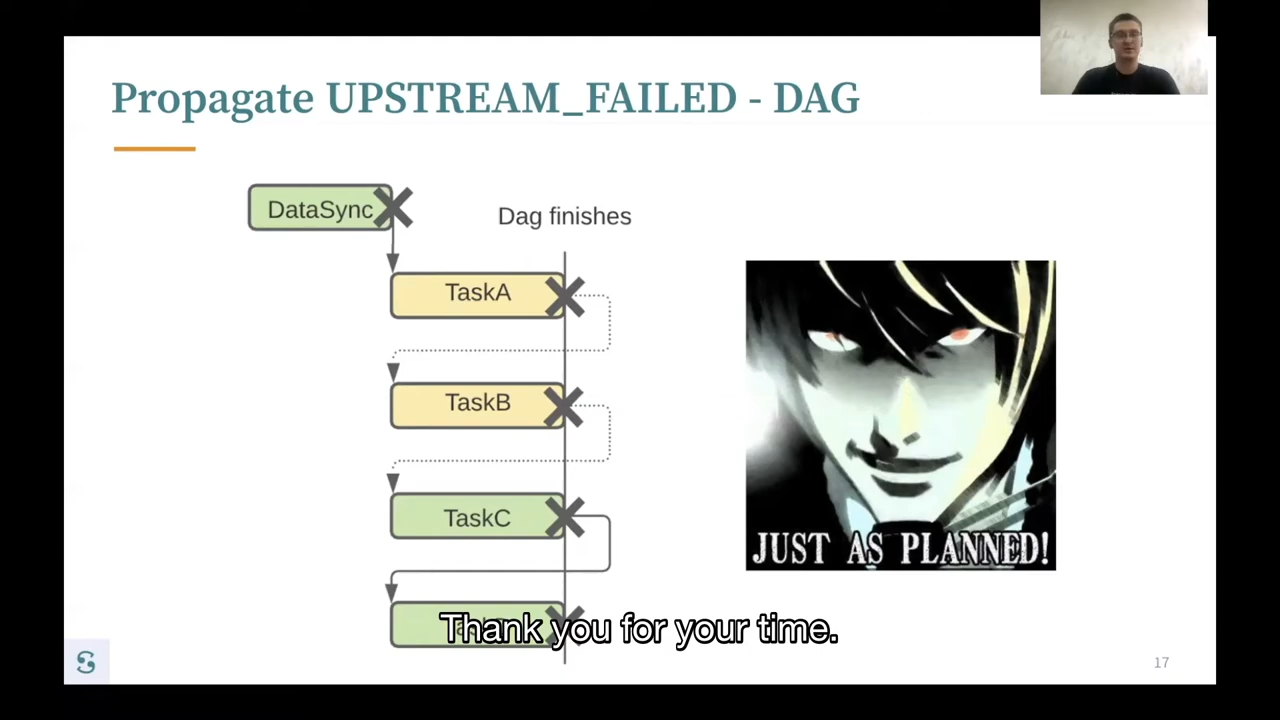 Propagate UPSTREAM_FAILED - DAG
DataSync
Dag finishes
TaskA
TaskB
TaskC
JUST AS PLANNED!
Thank you for your time.
17